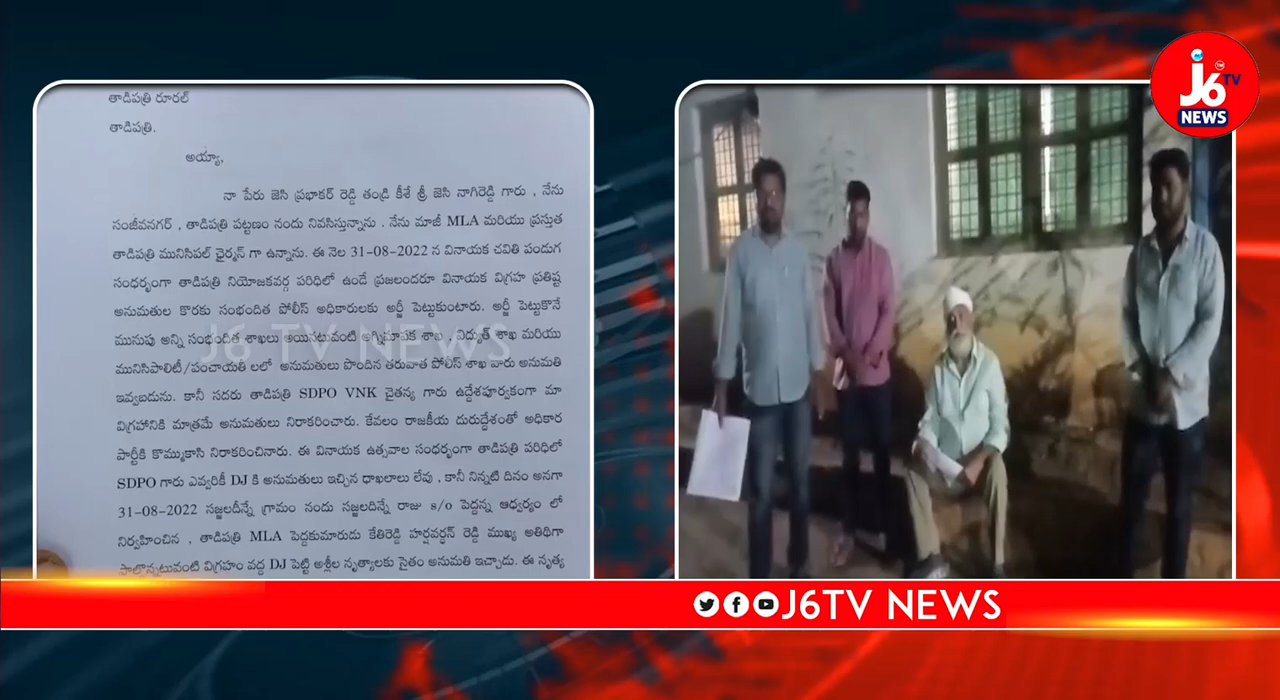 తాడిపత్రి రూరల్
తాడిపత్రి.
అయ్యా,
నా పేరు జెసి ప్రభాకర్ రెడ్డి తండ్రి కీశే శ్రీ జెసి నాగిరెడ్డి గారు , నేను
సంజీవనగర్ , తాడిపత్రి పట్టణం నందు నివసిస్తున్నాను . నేను మాజీ MLA మరియు ప్రస్తుత
తాడిపత్రి మునిసిపల్ ఛైర్మన్ గా ఉన్నాను. ఈ నెల 31-08-2022 న వినాయక చవితి పండుగ
సంధర్భంగా తాడిపత్రి నియోజకవర్గ పరిధిలో ఉండే ప్రజలందరూ వినాయక విగ్రహ ప్రతిష్ట
అనుమతుల కొరకు సంభందిత పోలీస్ అధికారులకు అర్జీ పెట్టుకుంటారు. అర్జీ పెట్టుకొనే
మునుపు అన్ని సంభందిత శాఖలు అయినటువంటి అగ్నిమాపక శాఖ విద్యుత్ శాఖ మరియు
మునిసిపాలిటీ/పంచాయతీ లలో అనుమతులు పొందిన తరువాత పోలీస్ శాఖ వారు అనుమతి
ఇవ్వబడును. కానీ సదరు తాడిపత్రి SDPO VNK చైతన్య గారు ఉద్దేశపూర్వకంగా మా
విగ్రహానికి మాత్రమే అనుమతులు నిరాకరించారు. కేవలం రాజకీయ దురుద్దేశంతో అధికార
పార్టీకి కొమ్ముకాసి నిరాకరించినారు. ఈ వినాయక ఉత్సవాల సంధర్భంగా తాడిపత్రి పరిధిలో
SDPO గారు ఎవ్వరికీ DJ కి అనుమతులు ఇచ్చిన ధాఖలాలు లేవు , కానీ నిన్నటి దినం అనగా
31-08-2022 సజ్జలదీన్నే గ్రామం నందు సజ్జలదిన్నే రాజు s/o పెద్దన్న ఆధ్వర్యం లో
నిర్వహించిన , తాడిపత్రి MLA పెద్దకుమారుడు కేతిరెడ్డి హర్షవర్ధన్ రెడ్డి ముఖ్య అతిథిగా
పాల్గొన్నటువంటి విగ్రహం వద్ద DJ పెట్టి అశ్లీల నృత్యాలకు సైతం అనుమతి ఇచ్చాడు. ఈ నృత్య
J6 TV NEWS
J6 TV
NEWS
J6TV NEWS